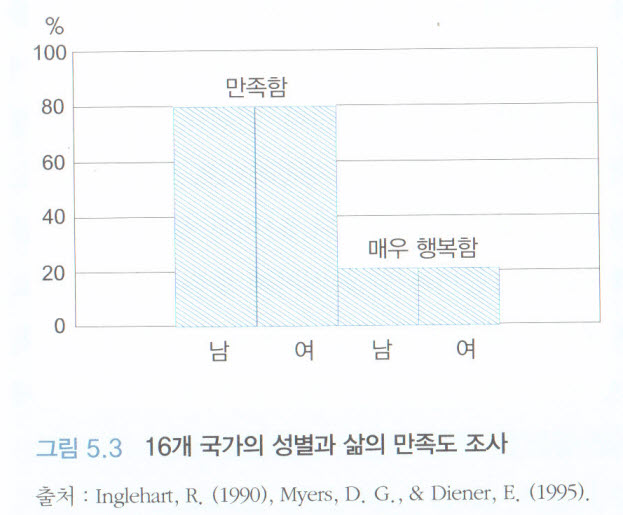 %
100
만족함
80
60
40
매우 행복함
20
0
남 여 남 여
그림 5.3 16개 국가의 성별과 삶의 만족도 조사
출처 : Inglehart, R. (1990), Myers, D. G., & Diener, E. (1995).